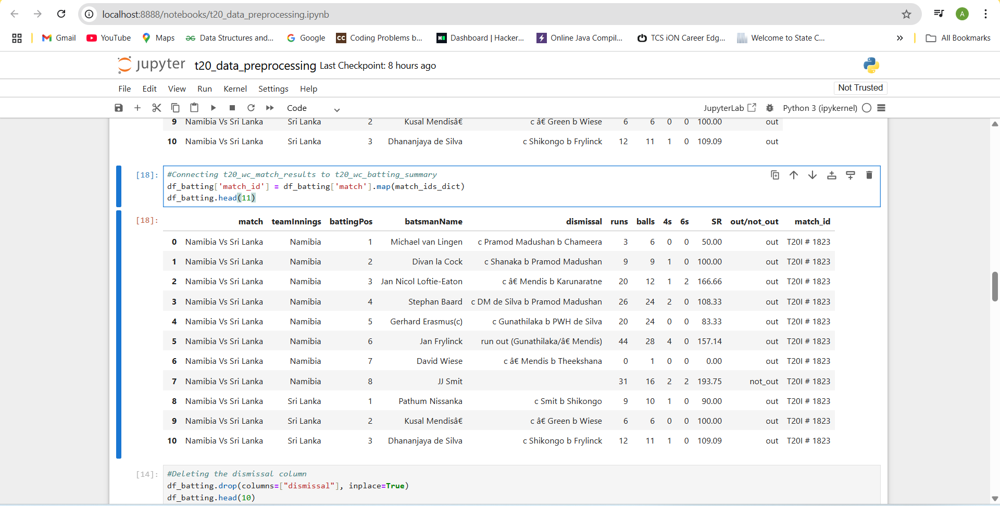 localhost:8888/notebooks/t20_data_preprocessing.ipynb A
Gmail YouTube Maps Data Structures and... Google CC Coding Problems b... H Dashboard | Hacker... Online Java Compil... TCS iON Career Edg... Welcome to State C... » All Bookmarks
jupyter t20_data_preprocessing Last Checkpoint: 8 hours ago
File Edit View Run Kernel Settings Help Not Trusted
Code JupyterLab Python 3 (ipykernel)
9 Namibia Vs Sri Lanka Sri Lanka 2 Kusal Mendisâ€ c â€ Green b Wiese 6 6 0 0 100.00 out
10 Namibia Vs Sri Lanka Sri Lanka 3 Dhananjaya de Silva c Shikongo b Frylinck 12 11 1 0 109.09 out
[18]: #Connecting t20_wc_match_results to t20_wc_batting_summary
df_batting['match_id'] = df_batting['match'].map(match_ids_dict)
df_batting.head(11)
[18]: match teamInnings battingPos batsmanName dismissal runs balls 4s 6s SR out/not_out match_id
0 Namibia Vs Sri Lanka Namibia 1 Michael van Lingen c Pramod Madushan b Chameera 3 6 0 0 50.00 out T20I # 1823
1 Namibia Vs Sri Lanka Namibia 2 Divan la Cock c Shanaka b Pramod Madushan 9 9 1 0 100.00 out T20I # 1823
2 Namibia Vs Sri Lanka Namibia 3 Jan Nicol Loftie-Eaton c â€ Mendis b Karunaratne 20 12 1 2 166.66 out T20I # 1823
3 Namibia Vs Sri Lanka Namibia 4 Stephan Baard c DM de Silva b Pramod Madushan 26 24 2 0 108.33 out T20I # 1823
4 Namibia Vs Sri Lanka Namibia 5 Gerhard Erasmus(c) c Gunathilaka b PWH de Silva 20 24 0 0 83.33 out T20I # 1823
5 Namibia Vs Sri Lanka Namibia 6 Jan Frylinck run out (Gunathilaka/â€ Mendis) 44 28 4 0 157.14 out T20I # 1823
6 Namibia Vs Sri Lanka Namibia 7 David Wiese c â€ Mendis b Theekshana 0 1 0 0 0.00 out T20I # 1823
7 Namibia Vs Sri Lanka Namibia 8 JJ Smit 31 16 2 2 193.75 not_out T20I # 1823
8 Namibia Vs Sri Lanka Sri Lanka 1 Pathum Nissanka c Smit b Shikongo 9 10 1 0 90.00 out T20I # 1823
9 Namibia Vs Sri Lanka Sri Lanka 2 Kusal Mendisâ€ c â€ Green b Wiese 6 6 0 0 100.00 out T20I # 1823
10 Namibia Vs Sri Lanka Sri Lanka 3 Dhananjaya de Silva c Shikongo b Frylinck 12 11 1 0 109.09 out T20I # 1823
[14]: #Deleting the dismissal column
df_batting.drop(columns=["dismissal"], inplace=True)
df_batting.head(10)